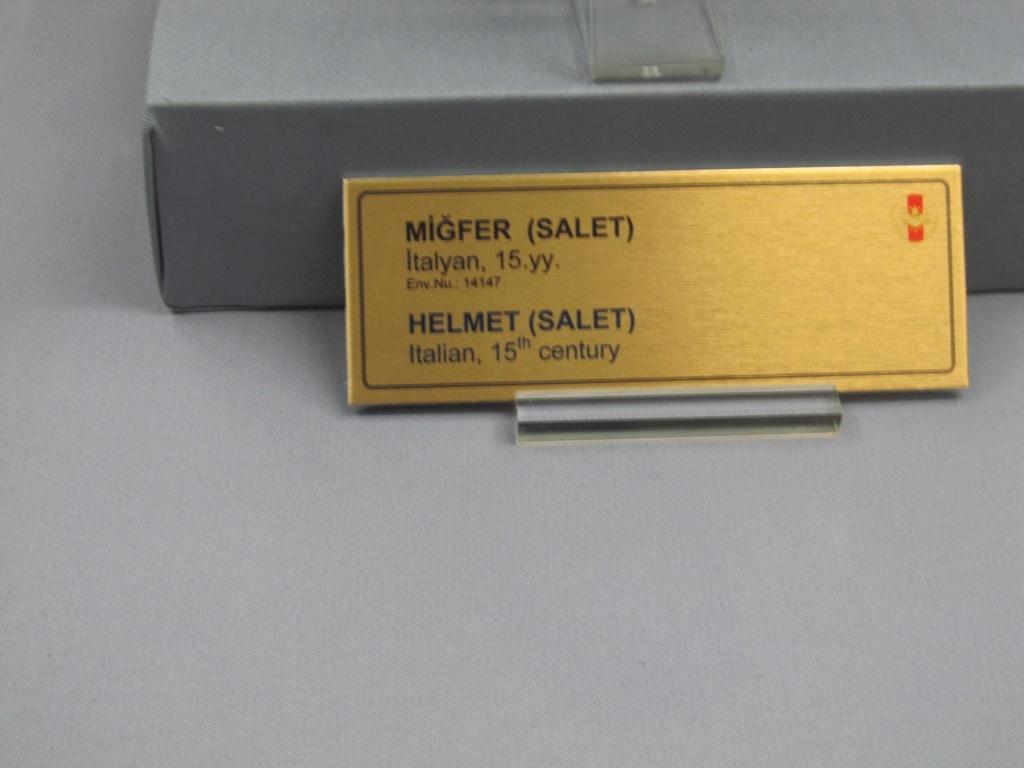 MİĞFER (SALET)
İtalyan, 15.yy.
Env.Nu.: 14147
HELMET (SALET)
Italian, 15th century